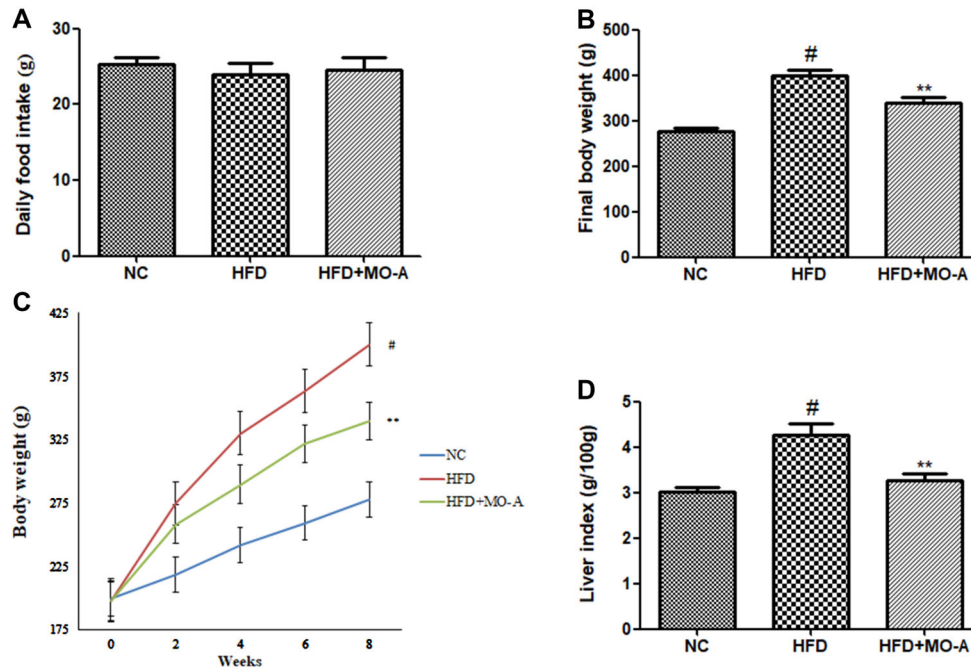 A
Daily food intake (g)
30
20
10
0
NC HFD HFD+MO-A
B
Final body weight (g)
500
400
300
200
100
0
#
**
NC HFD HFD+MO-A
C
Body weight (g)
425
375
325
275
225
175
0 2 4 6 8
Weeks
#
**
NC
HFD
HFD+MO-A
D
Liver index (g/100g)
5
4
3
2
1
0
#
**
NC HFD HFD+MO-A